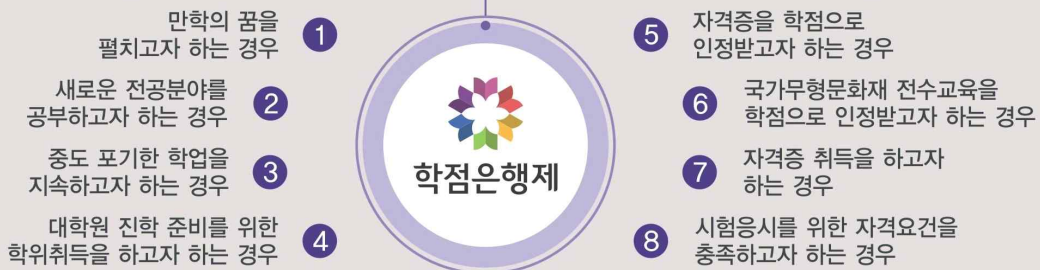 1
만학의 꿈을
펼치고자 하는 경우
2
새로운 전공분야를
공부하고자 하는 경우
3
중도 포기한 학업을
지속하고자 하는 경우
4
대학원 진학 준비를 위한
학위취득을 하고자 하는 경우
학점은행제
5
자격증을 학점으로
인정받고자 하는 경우
6
국가무형문화재 전수교육을
학점으로 인정받고자 하는 경우
7
자격증 취득을 하고자
하는 경우
8
시험응시를 위한 자격요건을
충족하고자 하는 경우